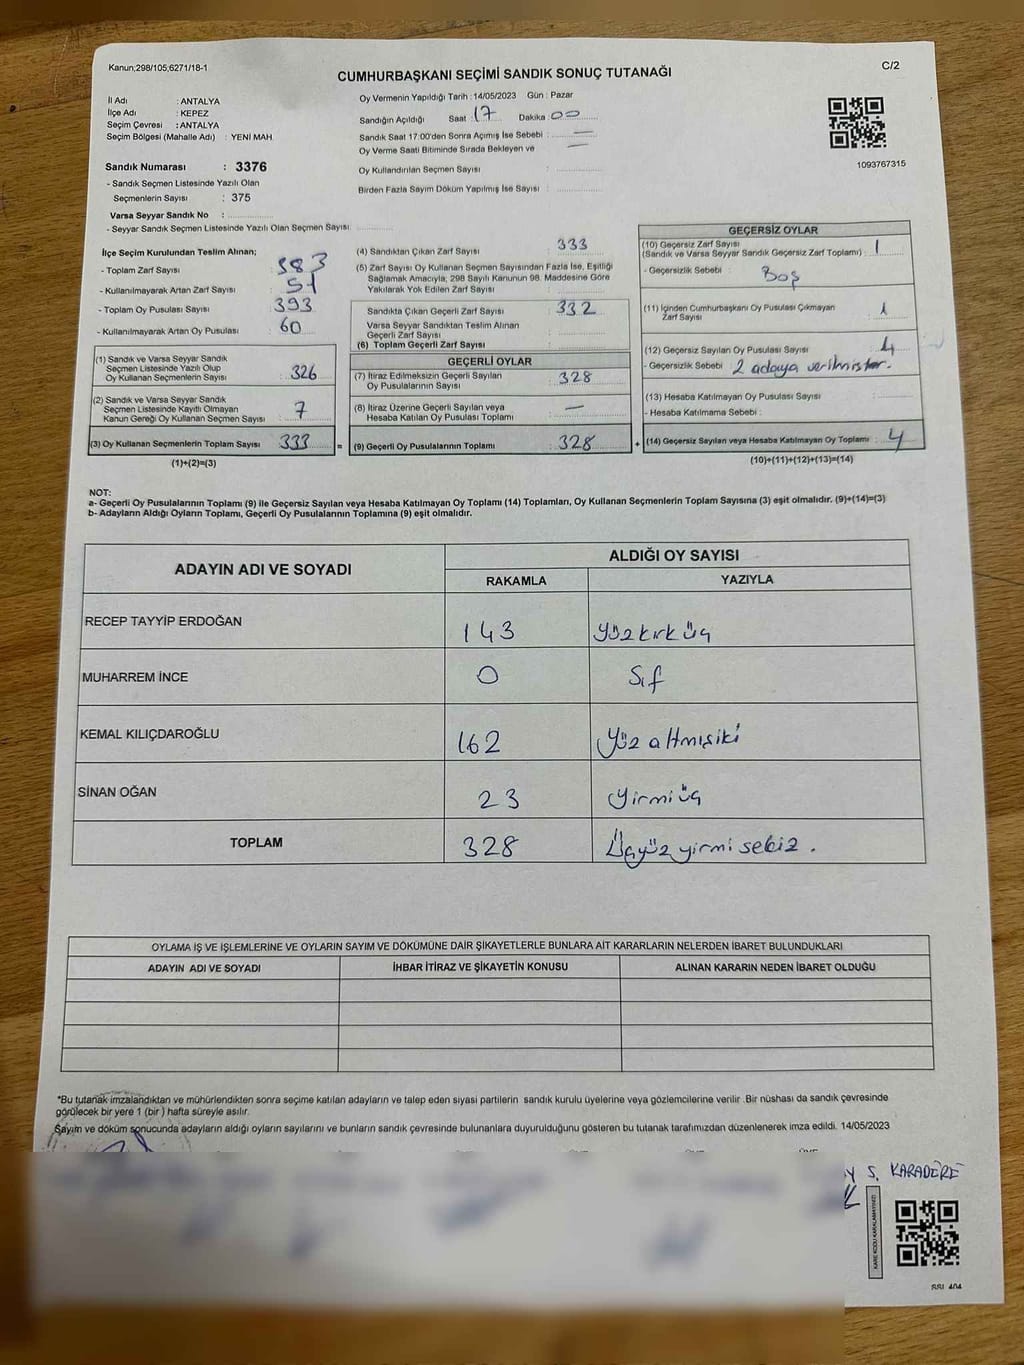 Kanun;298/105;6271/18-1
C/2
CUMHURBAŞKANI SEÇİMİ SANDIK SONUÇ TUTANAĞI
İl Adı : ANTALYA
İlçe Adı : KEPEZ
Seçim Çevresi : ANTALYA
Seçim Bölgesi (Mahalle Adı) : YENİ MAH.
Sandık Numarası : 3376
- Sandık Seçmen Listesinde Yazılı Olan
Seçmenlerin Sayısı : 375
Varsa Seyyar Sandık No :
- Seyyar Sandık Seçmen Listesinde Yazılı Olan Seçmen Sayısı:
Oy Vermenin Yapıldığı Tarih : 14/05/2023 Gün : Pazar
Sandığın Açıldığı Saat : 17 Dakika : 00
Sandık Saat 17:00'den Sonra Açımış İse Sebebi : —
Oy Verme Saati Bitiminde Sırada Bekleyen ve —
Oy Kullandırılan Seçmen Sayısı :
Birden Fazla Sayım Döküm Yapılmış İse Sayısı :
1093767315
İlçe Seçim Kurulundan Teslim Alınan;
- Toplam Zarf Sayısı : 383
- Kullanılmayarak Artan Zarf Sayısı : 51
- Toplam Oy Pusulası Sayısı : 393
- Kullanılmayarak Artan Oy Pusulası : 60
(1) Sandık ve Varsa Seyyar Sandık
Seçmen Listesinde Yazılı Olup
Oy Kullanan Seçmenlerin Sayısı : 326
(2) Sandık ve Varsa Seyyar Sandık
Seçmen Listesinde Kayıtlı Olmayan
Kanun Gereği Oy Kullanan Seçmen Sayısı : 7
(3) Oy Kullanan Seçmenlerin Toplam Sayısı : 333
(1)+(2)=(3)
(4) Sandıktan Çıkan Zarf Sayısı : 333
(5) Zarf Sayısı Oy Kullanan Seçmen Sayısından Fazla İse, Eşitliği
Sağlamak Amacıyla; 298 Sayılı Kanunun 98. Maddesine Göre
Yakılarak Yok Edilen Zarf Sayısı :
Sandıkta Çıkan Geçerli Zarf Sayısı : 332
Varsa Seyyar Sandıktan Teslim Alınan
Geçerli Zarf Sayısı :
(6) Toplam Geçerli Zarf Sayısı :
GEÇERLİ OYLAR
(7) İtiraz Edilmeksizin Geçerli Sayılan
Oy Pusulalarının Sayısı : 328
(8) İtiraz Üzerine Geçerli Sayılan veya
Hesaba Katılan Oy Pusulası Toplamı : —
= (9) Gerçerli Oy Pusulalarının Toplamı : 328
GEÇERSİZ OYLAR
(10) Geçersiz Zarf Sayısı
(Sandık ve Varsa Seyyar Sandık Geçersiz Zarf Toplamı) : 1
- Geçersizlik Sebebi : Boş
(11) İçinden Cumhurbaşkanı Oy Pusulası Çıkmayan
Zarf Sayısı : 1
(12) Geçersiz Sayılan Oy Pusulası Sayısı : 4
- Geçersizlik Sebebi 2 adaya verilmiştir.
(13) Hesaba Katılmayan Oy Pusulası Sayısı :
- Hesaba Katılmama Sebebi :
+ (14) Geçersiz Sayılan veya Hesaba Katılmayan Oy Toplamı : 4
(10)+(11)+(12)+(13)=(14)
NOT:
a- Geçerli Oy Pusulalarının Toplamı (9) ile Geçersiz Sayılan veya Hesaba Katılmayan Oy Toplamı (14) Toplamları, Oy Kullanan Seçmenlerin Toplam Sayısına (3) eşit olmalıdır. (9)+(14)=(3)
b- Adayların Aldığı Oyların Toplamı, Geçerli Oy Pusulalarının Toplamına (9) eşit olmalıdır.
ADAYIN ADI VE SOYADI
ALDIĞI OY SAYISI
RAKAMLA YAZIYLA
RECEP TAYYİP ERDOĞAN 143 Yüzkırküç
MUHARREM İNCE 0 Sıf
KEMAL KILIÇDAROĞLU 162 Yüz altmışiki
SİNAN OĞAN 23 Yirmiüç
TOPLAM 328 Üçyüz yirmi sekiz.
OYLAMA İŞ VE İŞLEMLERİNE VE OYLARIN SAYIM VE DÖKÜMÜNE DAİR ŞİKAYETLERLE BUNLARA AİT KARARLARIN NELERDEN İBARET BULUNDUKLARI
ADAYIN ADI VE SOYADI İHBAR İTİRAZ VE ŞİKAYETİN KONUSU ALINAN KARARIN NEDEN İBARET OLDUĞU
*Bu tutanak imzalandıktan ve mühürlendikten sonra seçime katılan adayların ve talep eden siyasi partilerin sandık kurulu üyelerine veya gözlemcilerine verilir .Bir nüshası da sandık çevresinde
görülecek bir yere 1 (bir ) hafta süreyle asılır.
Sayım ve döküm sonucunda adayların aldığı oyların sayılarını ve bunların sandık çevresinde bulunanlara duyurulduğunu gösteren bu tutanak tarafımızdan düzenlenerek imza edildi. 14/05/2023
S. KARADERE
KARE KODU KARALAMAYINIZ!